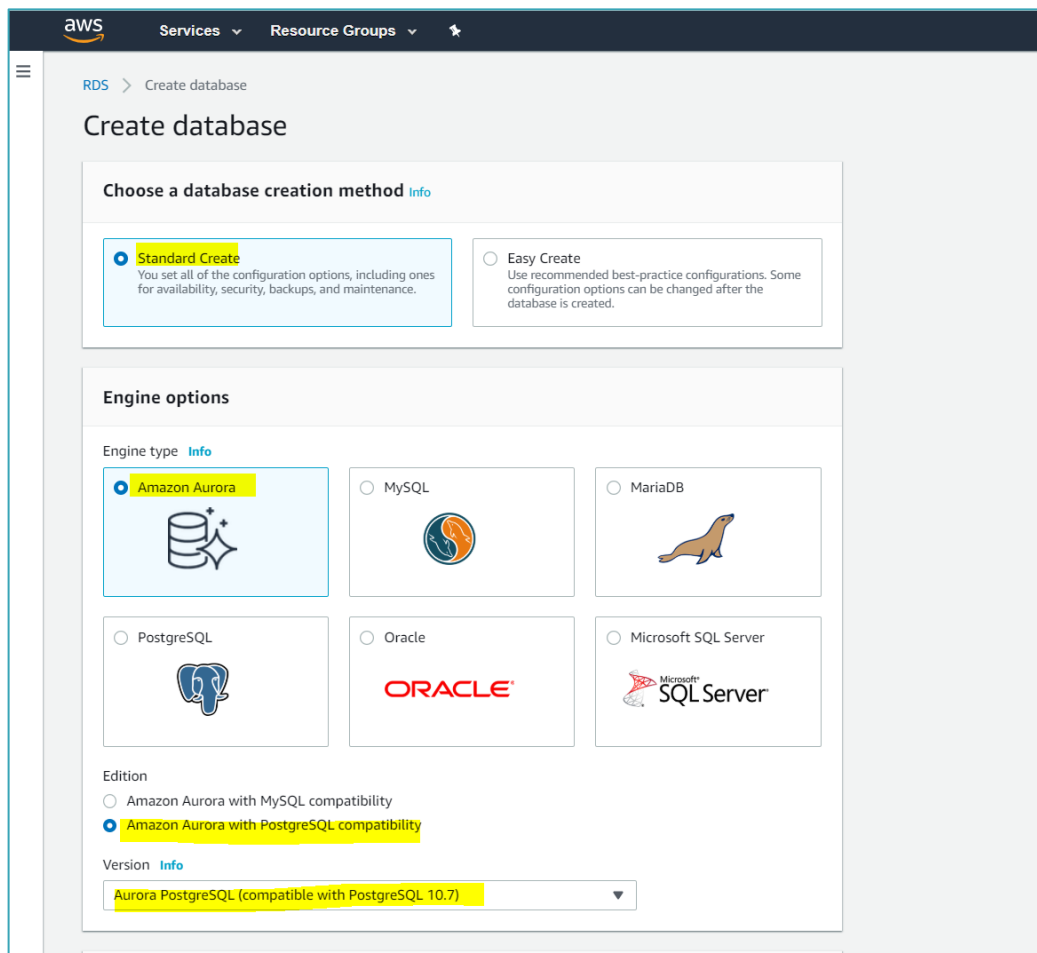 aws Services Resource Groups
RDS > Create database
Create database
Choose a database creation method Info
Standard Create
You set all of the configuration options, including ones
for availability, security, backups, and maintenance.
Easy Create
Use recommended best-practice configurations. Some
configuration options can be changed after the
database is created.
Engine options
Engine type Info
Amazon Aurora
MySQL
MariaDB
PostgreSQL
Oracle
ORACLE
Microsoft SQL Server
Microsoft
SQL Server
Edition
Amazon Aurora with MySQL compatibility
Amazon Aurora with PostgreSQL compatibility
Version Info
Aurora PostgreSQL (compatible with PostgreSQL 10.7)